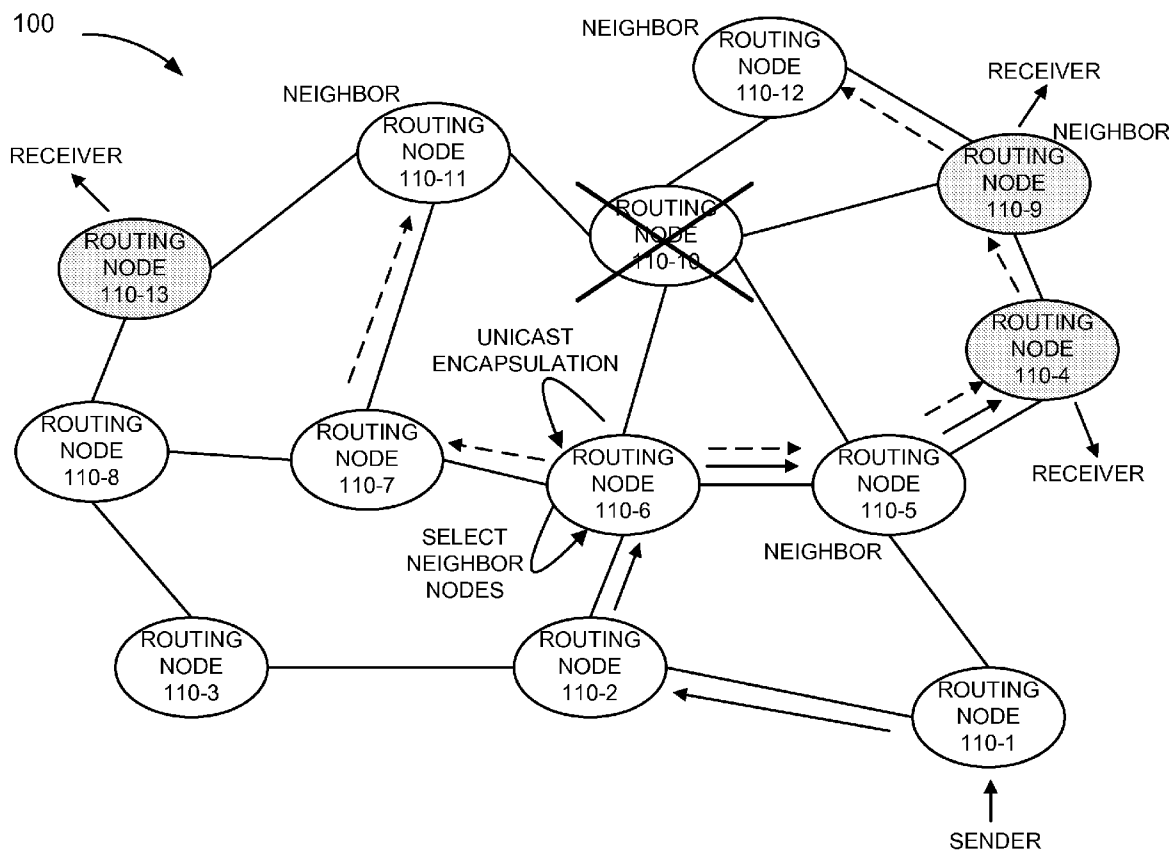 100
NEIGHBOR
ROUTING
NODE
110-12
RECEIVER
NEIGHBOR
NEIGHBOR
ROUTING
NODE
110-11
RECEIVER
ROUTING
NODE
110-9
ROUTING
NODE
110-10
ROUTING
NODE
110-13
ROUTING
NODE
110-4
UNICAST
ENCAPSULATION
ROUTING
NODE
110-8
ROUTING
NODE
110-7
ROUTING
NODE
110-6
ROUTING
NODE
110-5
RECEIVER
SELECT
NEIGHBOR
NODES
NEIGHBOR
ROUTING
NODE
110-3
ROUTING
NODE
110-2
ROUTING
NODE
110-1
SENDER